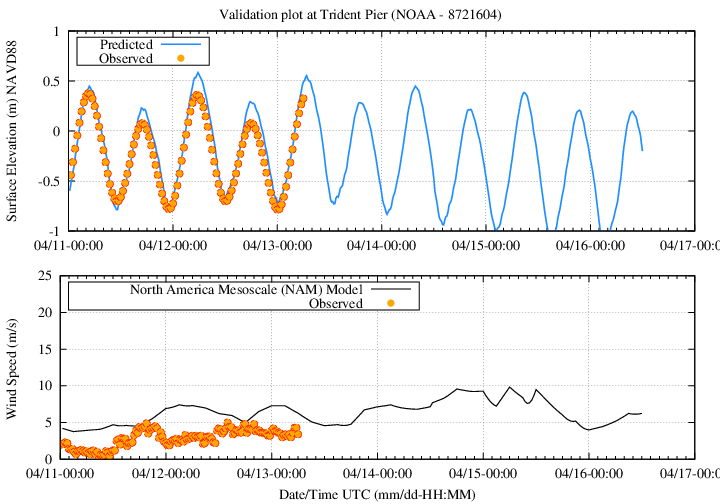 Validation plot at Trident Pier (NOAA - 8721604)
Surface Elevation (m) NAVD88
Predicted
Observed
1
0.5
0
-0.5
-1
04/11-00:00 04/12-00:00 04/13-00:00 04/14-00:00 04/15-00:00 04/16-00:00 04/17-00:00
Wind Speed (m/s)
North America Mesoscale (NAM) Model
Observed
25
20
15
10
5
0
04/11-00:00 04/12-00:00 04/13-00:00 04/14-00:00 04/15-00:00 04/16-00:00 04/17-00:00
Date/Time UTC (mm/dd-HH:MM)